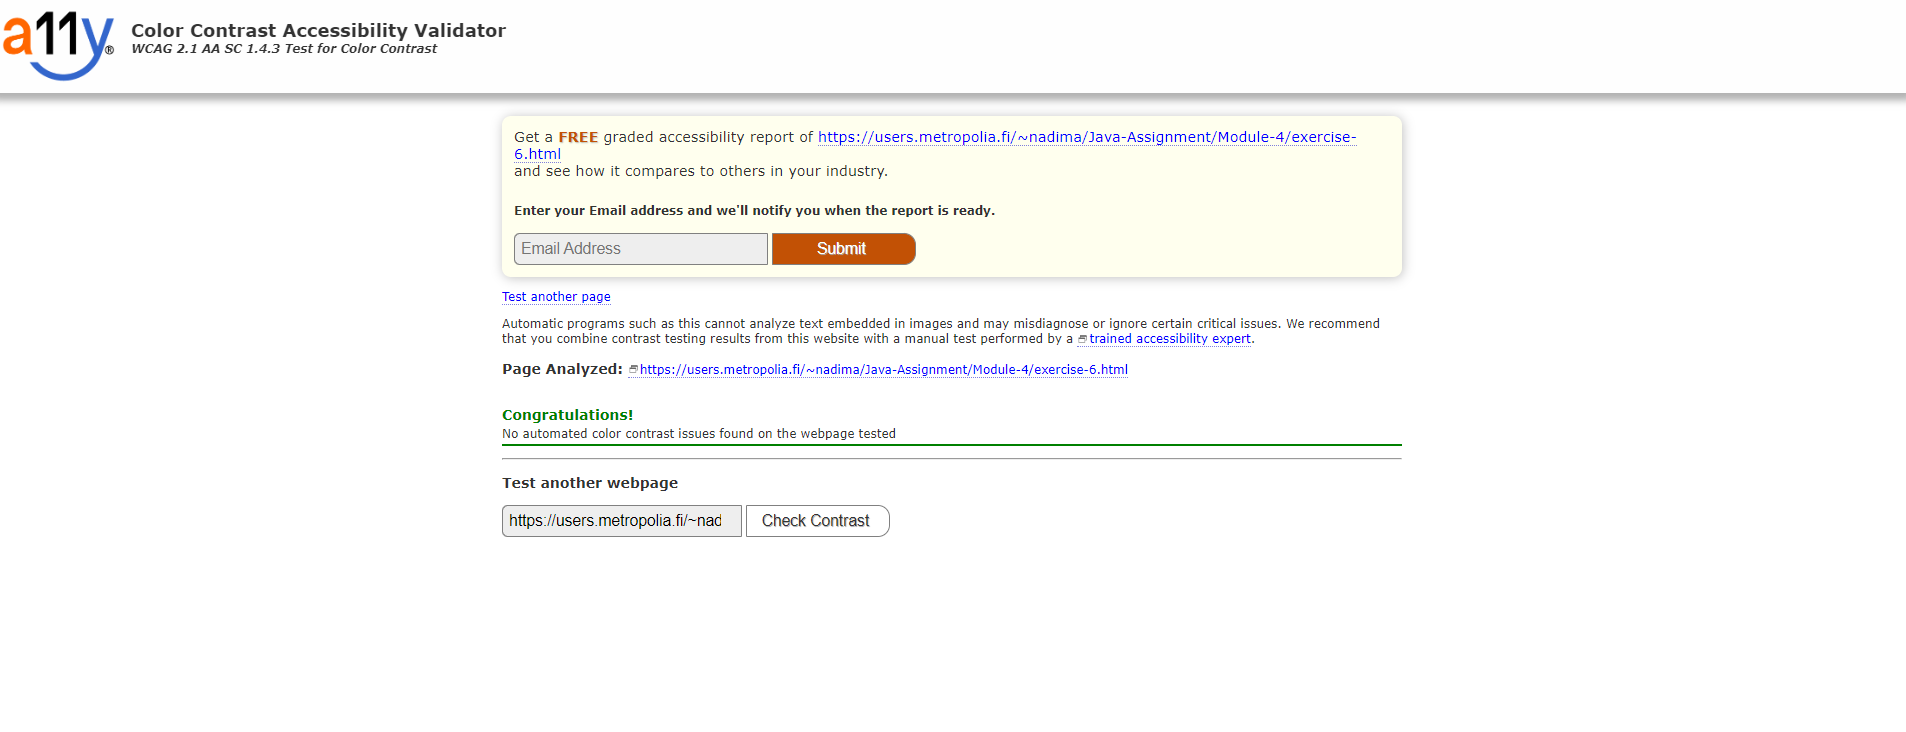 a11y®
Color Contrast Accessibility Validator
WCAG 2.1 AA SC 1.4.3 Test for Color Contrast
Get a FREE graded accessibility report of https://users.metropolia.fi/~nadima/Java-Assignment/Module-4/exercise-
6.html
and see how it compares to others in your industry.
Enter your Email address and we'll notify you when the report is ready.
Email Address Submit
Test another page
Automatic programs such as this cannot analyze text embedded in images and may misdiagnose or ignore certain critical issues. We recommend
that you combine contrast testing results from this website with a manual test performed by a trained accessibility expert.
Page Analyzed: https://users.metropolia.fi/~nadima/Java-Assignment/Module-4/exercise-6.html
Congratulations!
No automated color contrast issues found on the webpage tested
Test another webpage
https://users.metropolia.fi/~nad Check Contrast